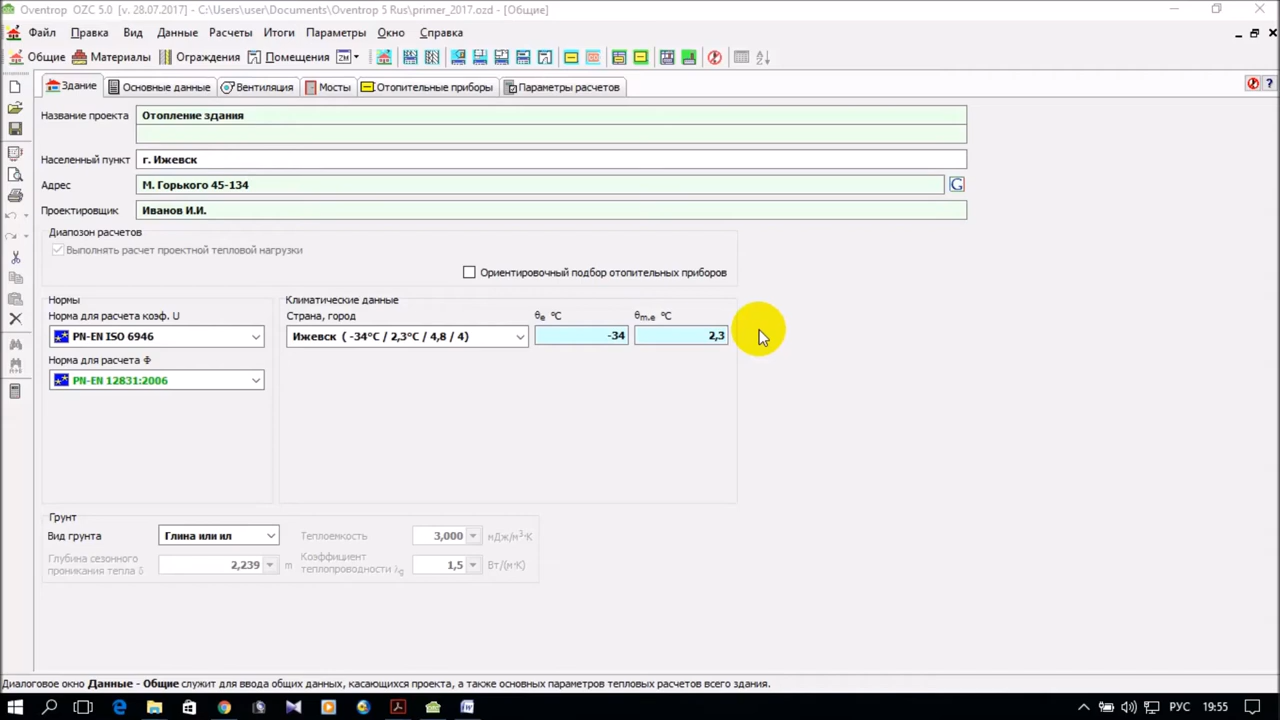 Oventrop OZC 5.0 [v. 28.07.2017] - C:\Users\user\Documents\Oventrop 5 Rus\primer_2017.ozd - [Общие]
Файл Правка Вид Данные Расчеты Итоги Параметры Окно Справка
Общие Материалы Ограждения Помещения
Здание Основные данные Вентиляция Мосты Отопительные приборы Параметры расчетов
Название проекта Отопление здания
Населенный пункт г. Ижевск
Адрес М. Горького 45-134 G
Проектировщик Иванов И.И.
Диапозон расчетов
Выполнять расчет проектной тепловой нагрузки
Ориентировочный подбор отопительных приборов
Нормы Климатические данные
Норма для расчета коэф. U Страна, город θe °C θm.e °C
PN-EN ISO 6946 Ижевск ( -34°C / 2,3°C / 4,8 / 4) -34 2,3
Норма для расчета Ф
PN-EN 12831:2006
Грунт
Вид грунта Глина или ил Теплоемкость 3,000 мДж/м³·К
Глубина сезонного проникания тепла δ 2,239 m Коэффициент теплопроводности λg 1,5 Вт/(м·К)
Диалоговое окно Данные - Общие служит для ввода общих данных, касающихся проекта, а также основных параметров тепловых расчетов всего здания.
РУС 19:55